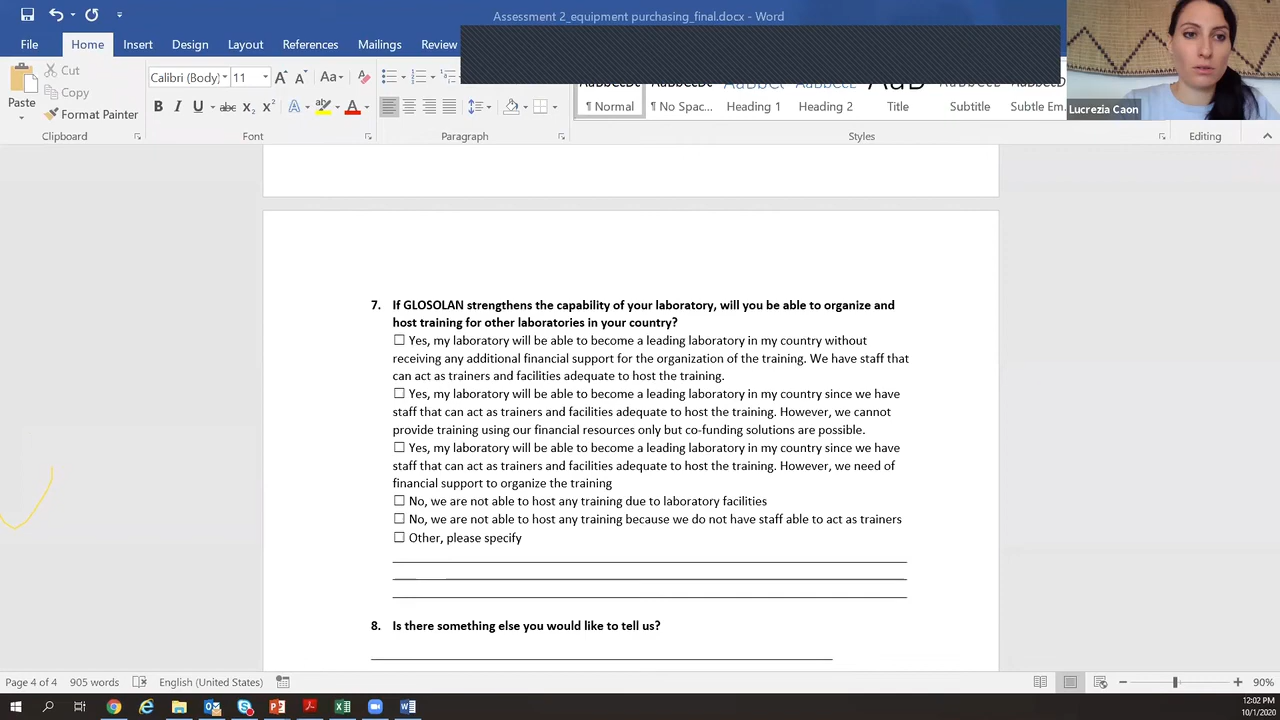 Assessment 2_equipment purchasing_final.docx - Word
File Home Insert Design Layout References Mailings Review
Lucrezia Caon
Cut
Copy
Format Painter
Paste
Calibri (Body) 11
Normal
No Spac...
Heading 1
Heading 2
Title
Subtitle
Subtle Em...
Clipboard Font Paragraph Styles Editing
7. If GLOSOLAN strengthens the capability of your laboratory, will you be able to organize and
host training for other laboratories in your country?
☐ Yes, my laboratory will be able to become a leading laboratory in my country without
receiving any additional financial support for the organization of the training. We have staff that
can act as trainers and facilities adequate to host the training.
☐ Yes, my laboratory will be able to become a leading laboratory in my country since we have
staff that can act as trainers and facilities adequate to host the training. However, we cannot
provide training using our financial resources only but co-funding solutions are possible.
☐ Yes, my laboratory will be able to become a leading laboratory in my country since we have
staff that can act as trainers and facilities adequate to host the training. However, we need of
financial support to organize the training
☐ No, we are not able to host any training due to laboratory facilities
☐ No, we are not able to host any training because we do not have staff able to act as trainers
☐ Other, please specify
8. Is there something else you would like to tell us?
Page 4 of 4 905 words English (United States) 90%
12:02 PM
10/1/2020